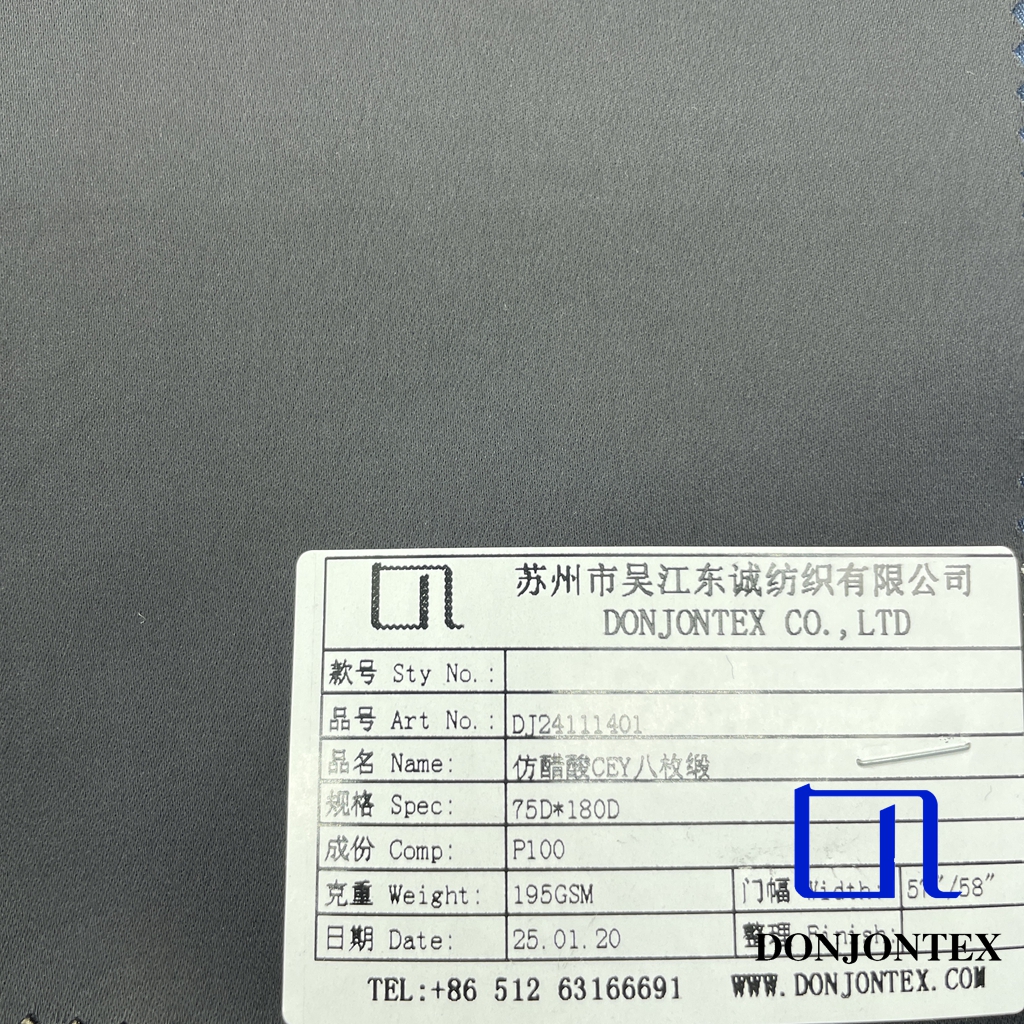 苏州市吴江东诚纺织有限公司
DONJONTEX CO.,LTD
款号 Sty No.:
品号 Art No.: DJ24111401
品名 Name: 仿醋酸CEY八枚缎
规格 Spec: 75D*180D
成份 Comp: P100
克重 Weight: 195GSM 门幅 Width: 57"/58"
日期 Date: 25.01.20 整理 Finish:
DONJONTEX
TEL:+86 512 63166691 WWW.DONJONTEX.COM